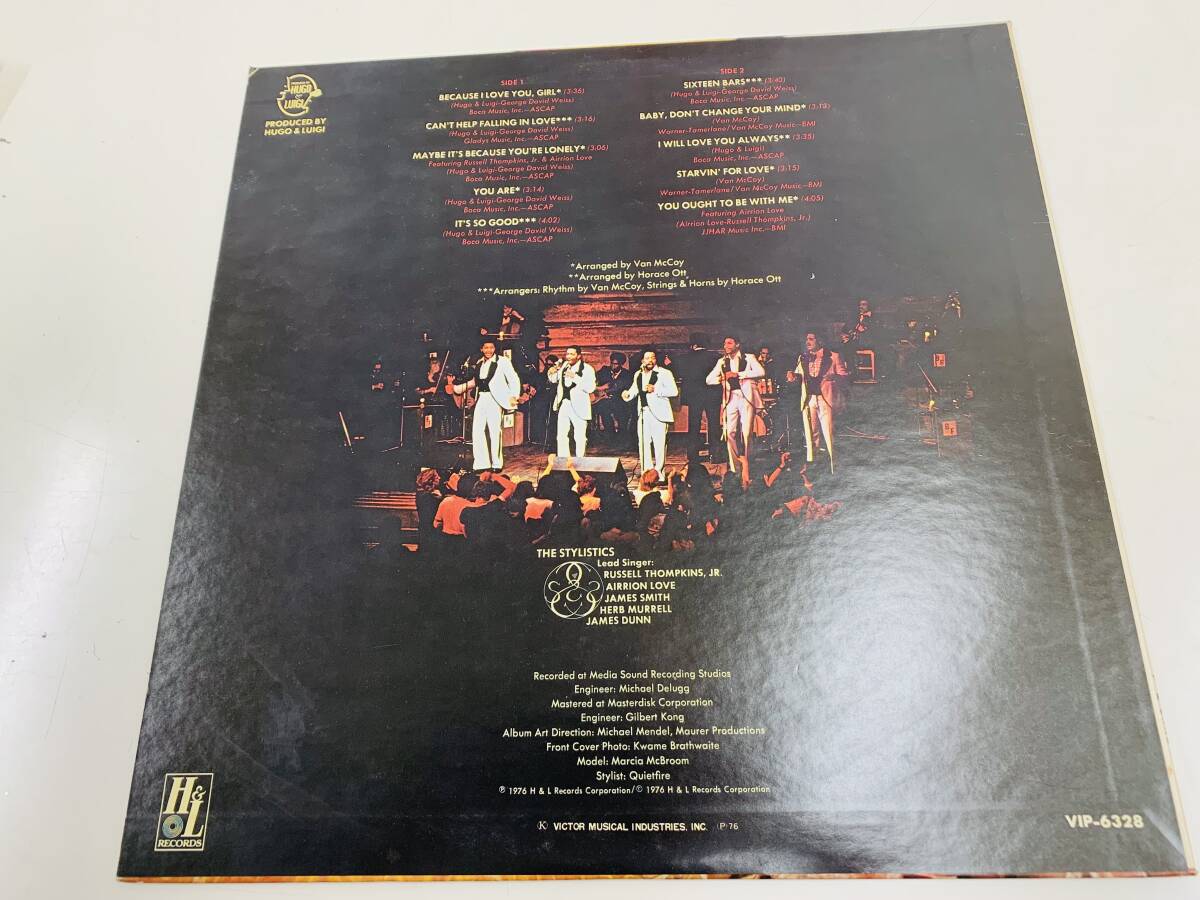 PRODUCED BY
HUGO
&
LUIGI
PRODUCED BY
HUGO & LUIGI
SIDE 1
BECAUSE I LOVE YOU, GIRL* (3:36)
(Hugo & Luigi-George David Weiss)
Boca Music, Inc.—ASCAP
CAN'T HELP FALLING IN LOVE*** (3:16)
(Hugo & Luigi-George David Weiss)
Gladys Music, Inc.—ASCAP
MAYBE IT'S BECAUSE YOU'RE LONELY* (3:06)
Featuring Russell Thompkins, Jr. & Airrion Love
(Hugo & Luigi-George David Weiss)
Boca Music, Inc.—ASCAP
YOU ARE* (3:14)
(Hugo & Luigi-George David Weiss)
Boca Music, Inc.—ASCAP
IT'S SO GOOD*** (4:02)
(Hugo & Luigi-George David Weiss)
Boca Music, Inc.—ASCAP
SIDE 2
SIXTEEN BARS*** (3:40)
(Hugo & Luigi-George David Weiss)
Boca Music, Inc.—ASCAP
BABY, DON'T CHANGE YOUR MIND* (3:19)
(Van McCoy)
Warner-Tamerlane/Van McCoy Music—BMI
I WILL LOVE YOU ALWAYS** (3:35)
(Hugo & Luigi)
Boca Music, Inc.—ASCAP
STARVIN' FOR LOVE* (3:15)
(Van McCoy)
Warner-Tamerlane/Van McCoy Music—BMI
YOU OUGHT TO BE WITH ME* (4:05)
Featuring Airrion Love
(Airrion Love-Russell Thompkins, Jr.)
JJHAR Music Inc.—BMI
*Arranged by Van McCoy
**Arranged by Horace Ott
***Arrangers: Rhythm by Van McCoy, Strings & Horns by Horace Ott
THE STYLISTICS
Lead Singer:
RUSSELL THOMPKINS, JR.
AIRRION LOVE
JAMES SMITH
HERB MURRELL
JAMES DUNN
Recorded at Media Sound Recording Studios
Engineer: Michael Delugg
Mastered at Masterdisk Corporation
Engineer: Gilbert Kong
Album Art Direction: Michael Mendel, Maurer Productions
Front Cover Photo: Kwame Brathwaite
Model: Marcia McBroom
Stylist: Quietfire
℗ 1976 H & L Records Corporation/© 1976 H & L Records Corporation
H&L
RECORDS
Ⓚ VICTOR MUSICAL INDUSTRIES, INC. (P)·76
VIP-6328